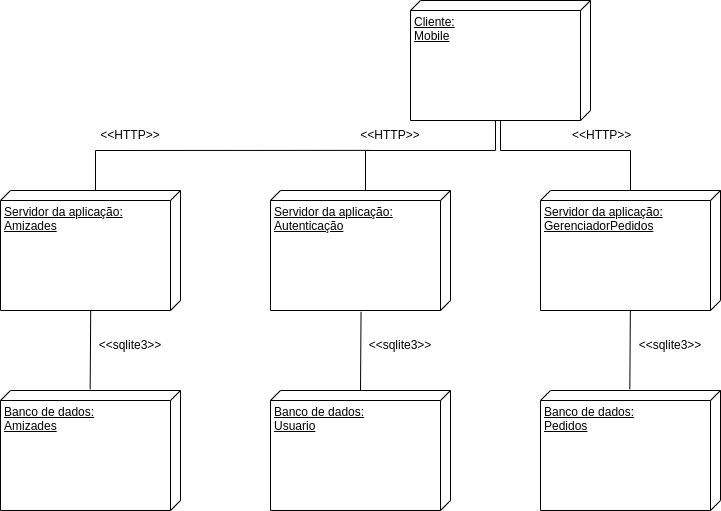 Cliente:
Mobile
<<HTTP>>
<<HTTP>>
<<HTTP>>
Servidor da aplicação:
Amizades
Servidor da aplicação:
Autenticação
Servidor da aplicação:
GerenciadorPedidos
<<sqlite3>>
<<sqlite3>>
<<sqlite3>>
Banco de dados:
Amizades
Banco de dados:
Usuario
Banco de dados:
Pedidos